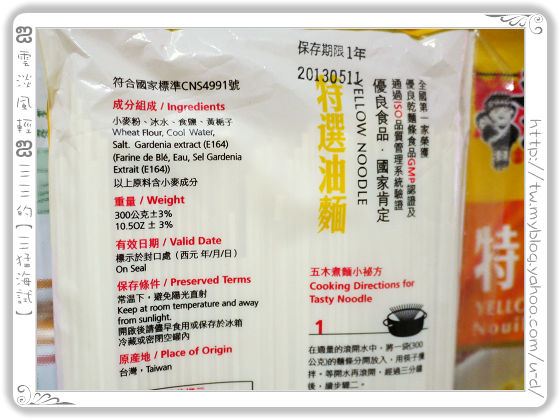 保存期限1年
20130511
符合國家標準CNS4991號
成分組成 / Ingredients
小麥粉、冰水、食鹽、黃梔子
Wheat Flour, Cool Water,
Salt. Gardenia extract (E164)
(Farine de Blé, Eau, Sel Gardenia
Extrait (E164))
以上原料含小麥成分
重量 / Weight
300公克±3%
10.5OZ ± 3%
有效日期 / Valid Date
標示於封口處 (西元 年/月/日)
On Seal
保存條件 / Preserved Terms
常溫下，避免陽光直射
Keep at room temperature and away
from sunlight.
開啟後請儘早食用或保存於冰箱
冷藏或密閉空罐內
原產地 / Place of Origin
台灣, Taiwan
全國第一家榮獲
優良乾麵條食品GMP認證及
通過ISO品質管理系統驗證
優良食品．國家肯定
YELLOW NOODLE
特選油麵
五木煮麵小祕方
Cooking Directions for
Tasty Noodle
1
在適量的滾開水中，將一袋(300
公克)的麵條分開放入，用筷子攪
拌。等開水再滾開，經過三分鐘
後，續步驟二。
特
YELL
Nouil
雲淡風輕
三三三的【三猛海試】
http://tw.myblog.yahoo.com/u-d/